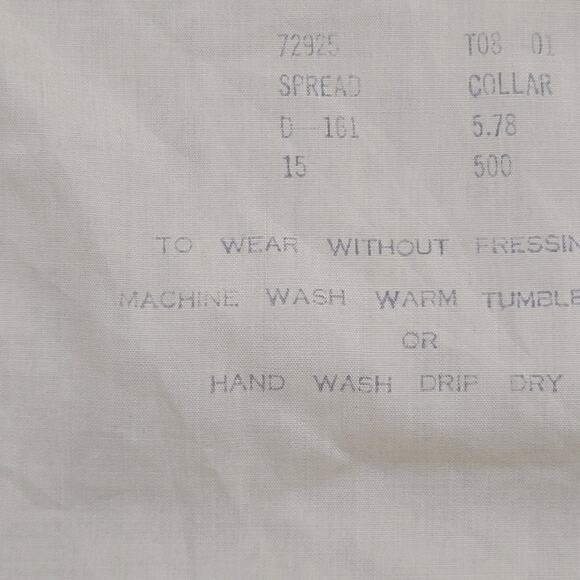 72925 T08 01
SPREAD COLLAR
D-161 5.78
15 500
TO WEAR WITHOUT PRESSIN
MACHINE WASH WARM TUMBLE
OR
HAND WASH DRIP DRY